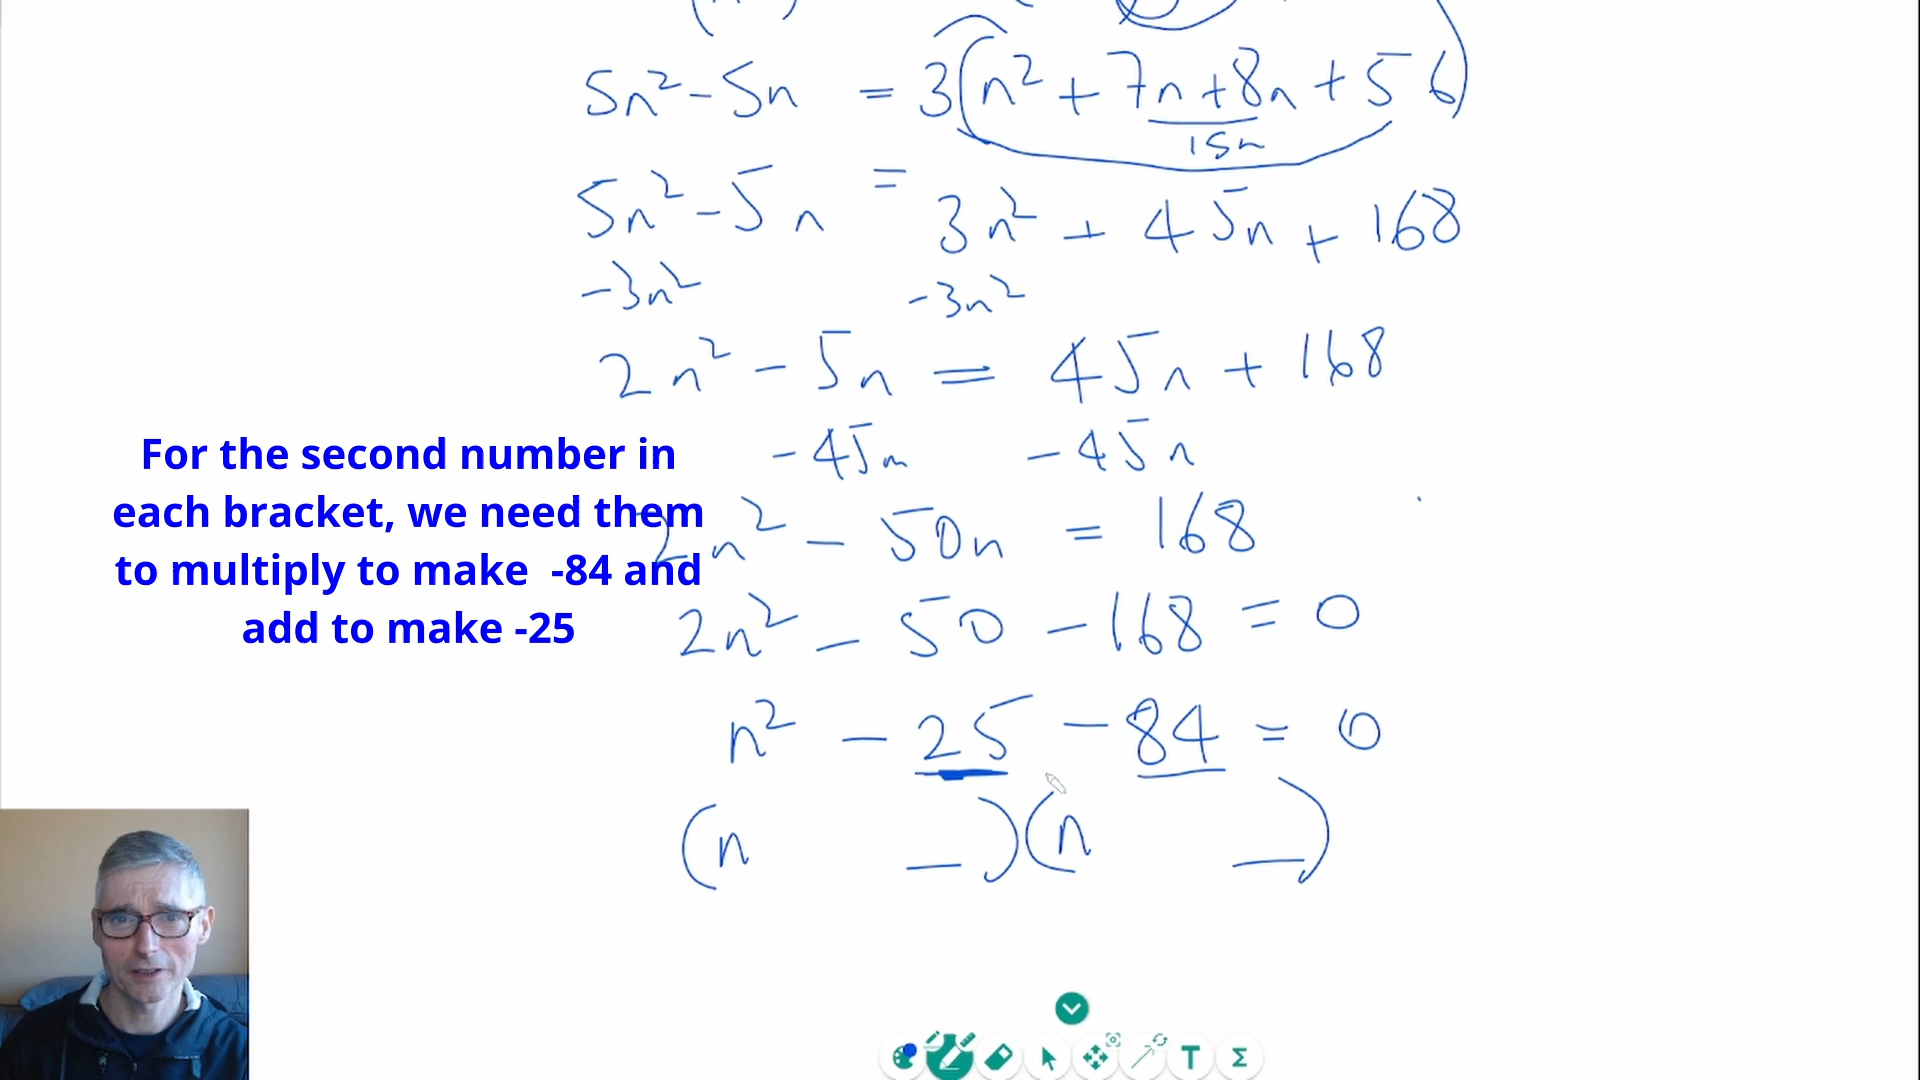 5n² - 5n = 3(n² + 7n + 8n + 56)
15n
5n² - 5n = 3n² + 45n + 168
-3n² -3n²
2n² - 5n = 45n + 168
-45n -45n
2n² - 50n = 168
2n² - 50 - 168 = 0
n² - 25 - 84 = 0
(n _)(n _)
For the second number in
each bracket, we need them
to multiply to make -84 and
add to make -25
T Σ